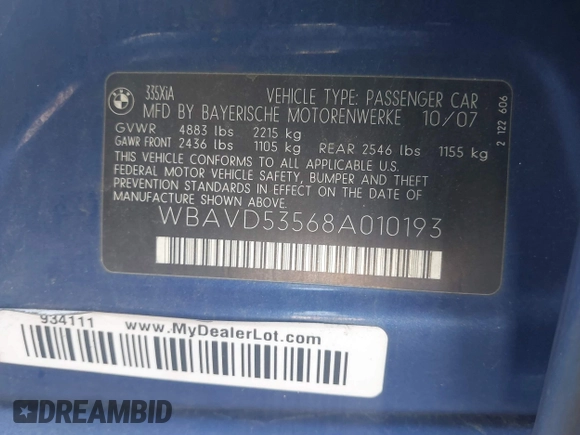 335XiA VEHICLE TYPE: PASSENGER CAR
MFD BY BAYERISCHE MOTORENWERKE 10/07
GVWR 4883 lbs 2215 kg
GAWR FRONT 2436 lbs 1105 kg REAR 2546 lbs 1155 kg
THIS VEHICLE CONFORMS TO ALL APPLICABLE U.S.
FEDERAL MOTOR VEHICLE SAFETY, BUMPER AND THEFT
PREVENTION STANDARDS IN EFFECT ON THE DATE OF
MANUFACTURE SHOWN ABOVE.
WBAVD53568A010193
2 122 606
934111 www.MyDealerLot.com
DREAMBID